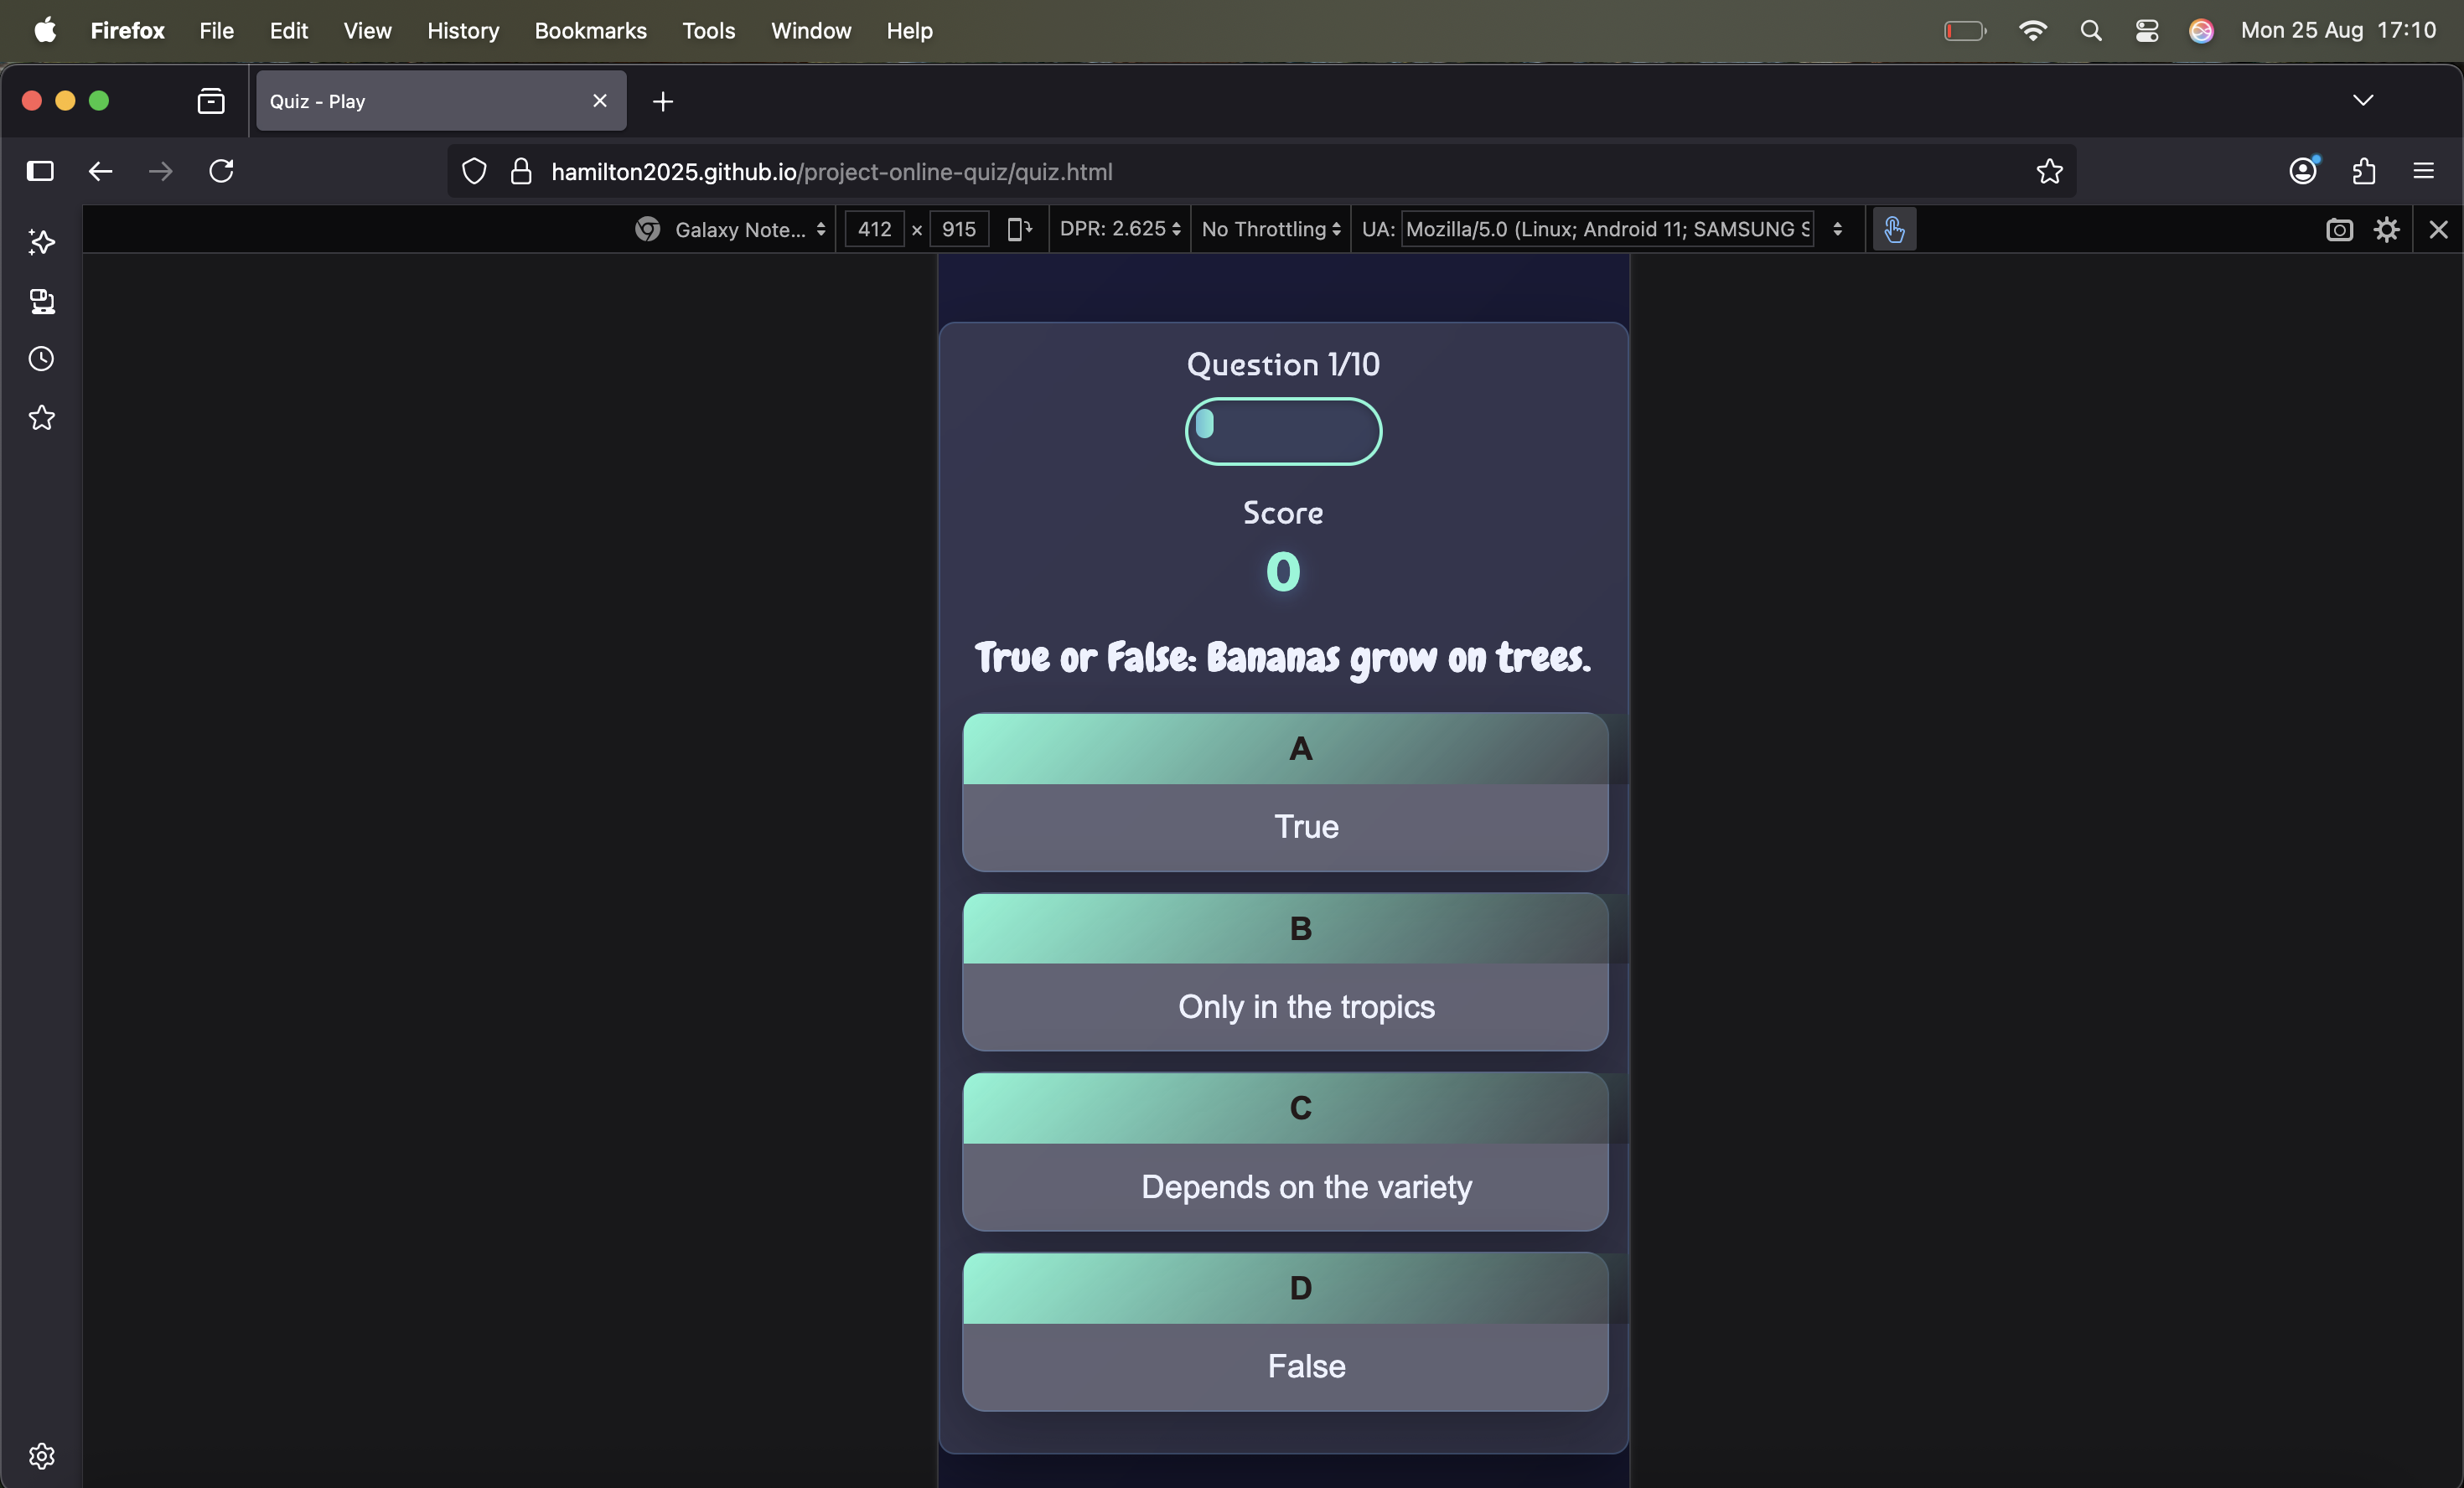 Firefox File Edit View History Bookmarks Tools Window Help Mon 25 Aug 17:10
Quiz - Play
hamilton2025.github.io/project-online-quiz/quiz.html
Galaxy Note... 412 × 915 DPR: 2.625 No Throttling UA: Mozilla/5.0 (Linux; Android 11; SAMSUNG S
Question 1/10
Score
0
True or False: Bananas grow on trees.
A
True
B
Only in the tropics
C
Depends on the variety
D
False